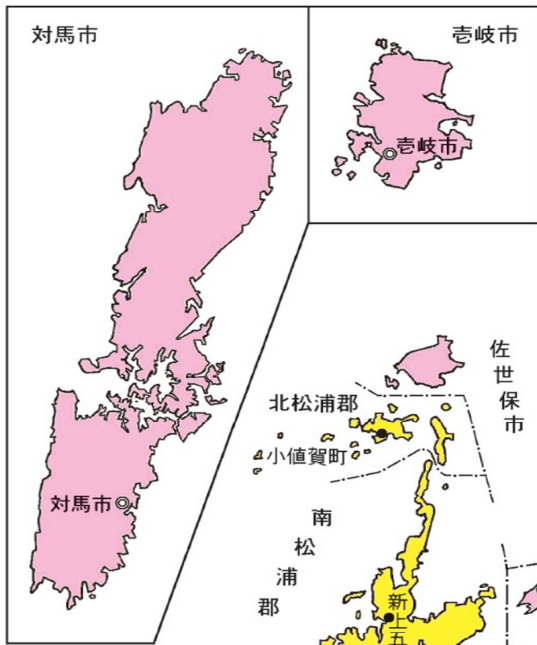 対馬市
壱岐市
壱岐市
佐世保市
北松浦郡
小値賀町
対馬市
南松浦郡
新上五